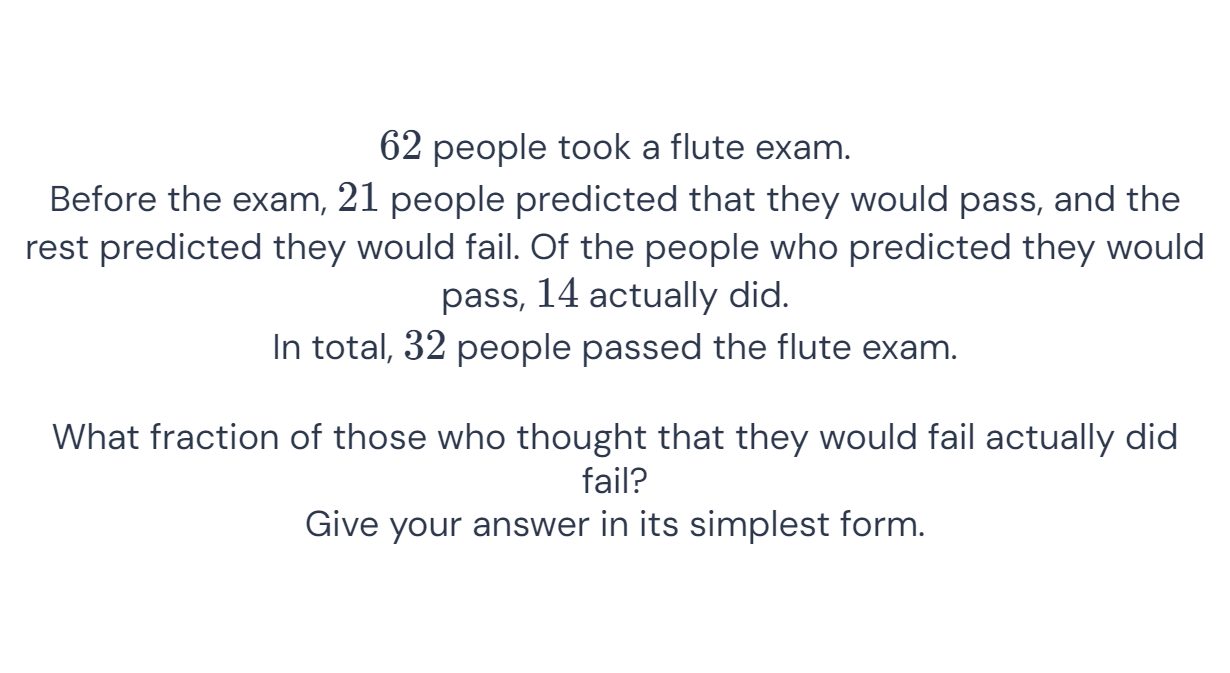 62 people took a flute exam.
Before the exam, 21 people predicted that they would pass, and the
rest predicted they would fail. Of the people who predicted they would
pass, 14 actually did.
In total, 32 people passed the flute exam.
What fraction of those who thought that they would fail actually did
fail?
Give your answer in its simplest form.